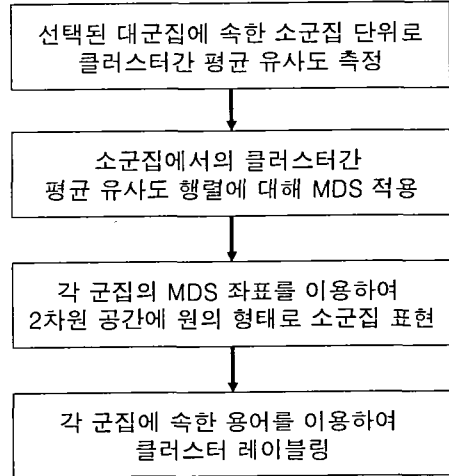 선택된 대군집에 속한 소군집 단위로
클러스터간 평균 유사도 측정
소군집에서의 클러스터간
평균 유사도 행렬에 대해 MDS 적용
각 군집의 MDS 좌표를 이용하여
2차원 공간에 원의 형태로 소군집 표현
각 군집에 속한 용어를 이용하여
클러스터 레이블링